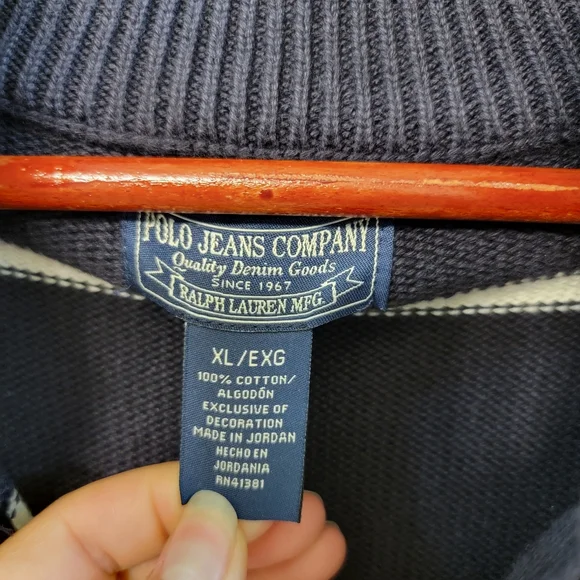 POLO JEANS COMPANY
Quality Denim Goods
SINCE 1967
RALPH LAUREN MFG.
XL/EXG
100% COTTON/
ALGODÓN
EXCLUSIVE OF
DECORATION
MADE IN JORDAN
HECHO EN
JORDANIA
RN41381